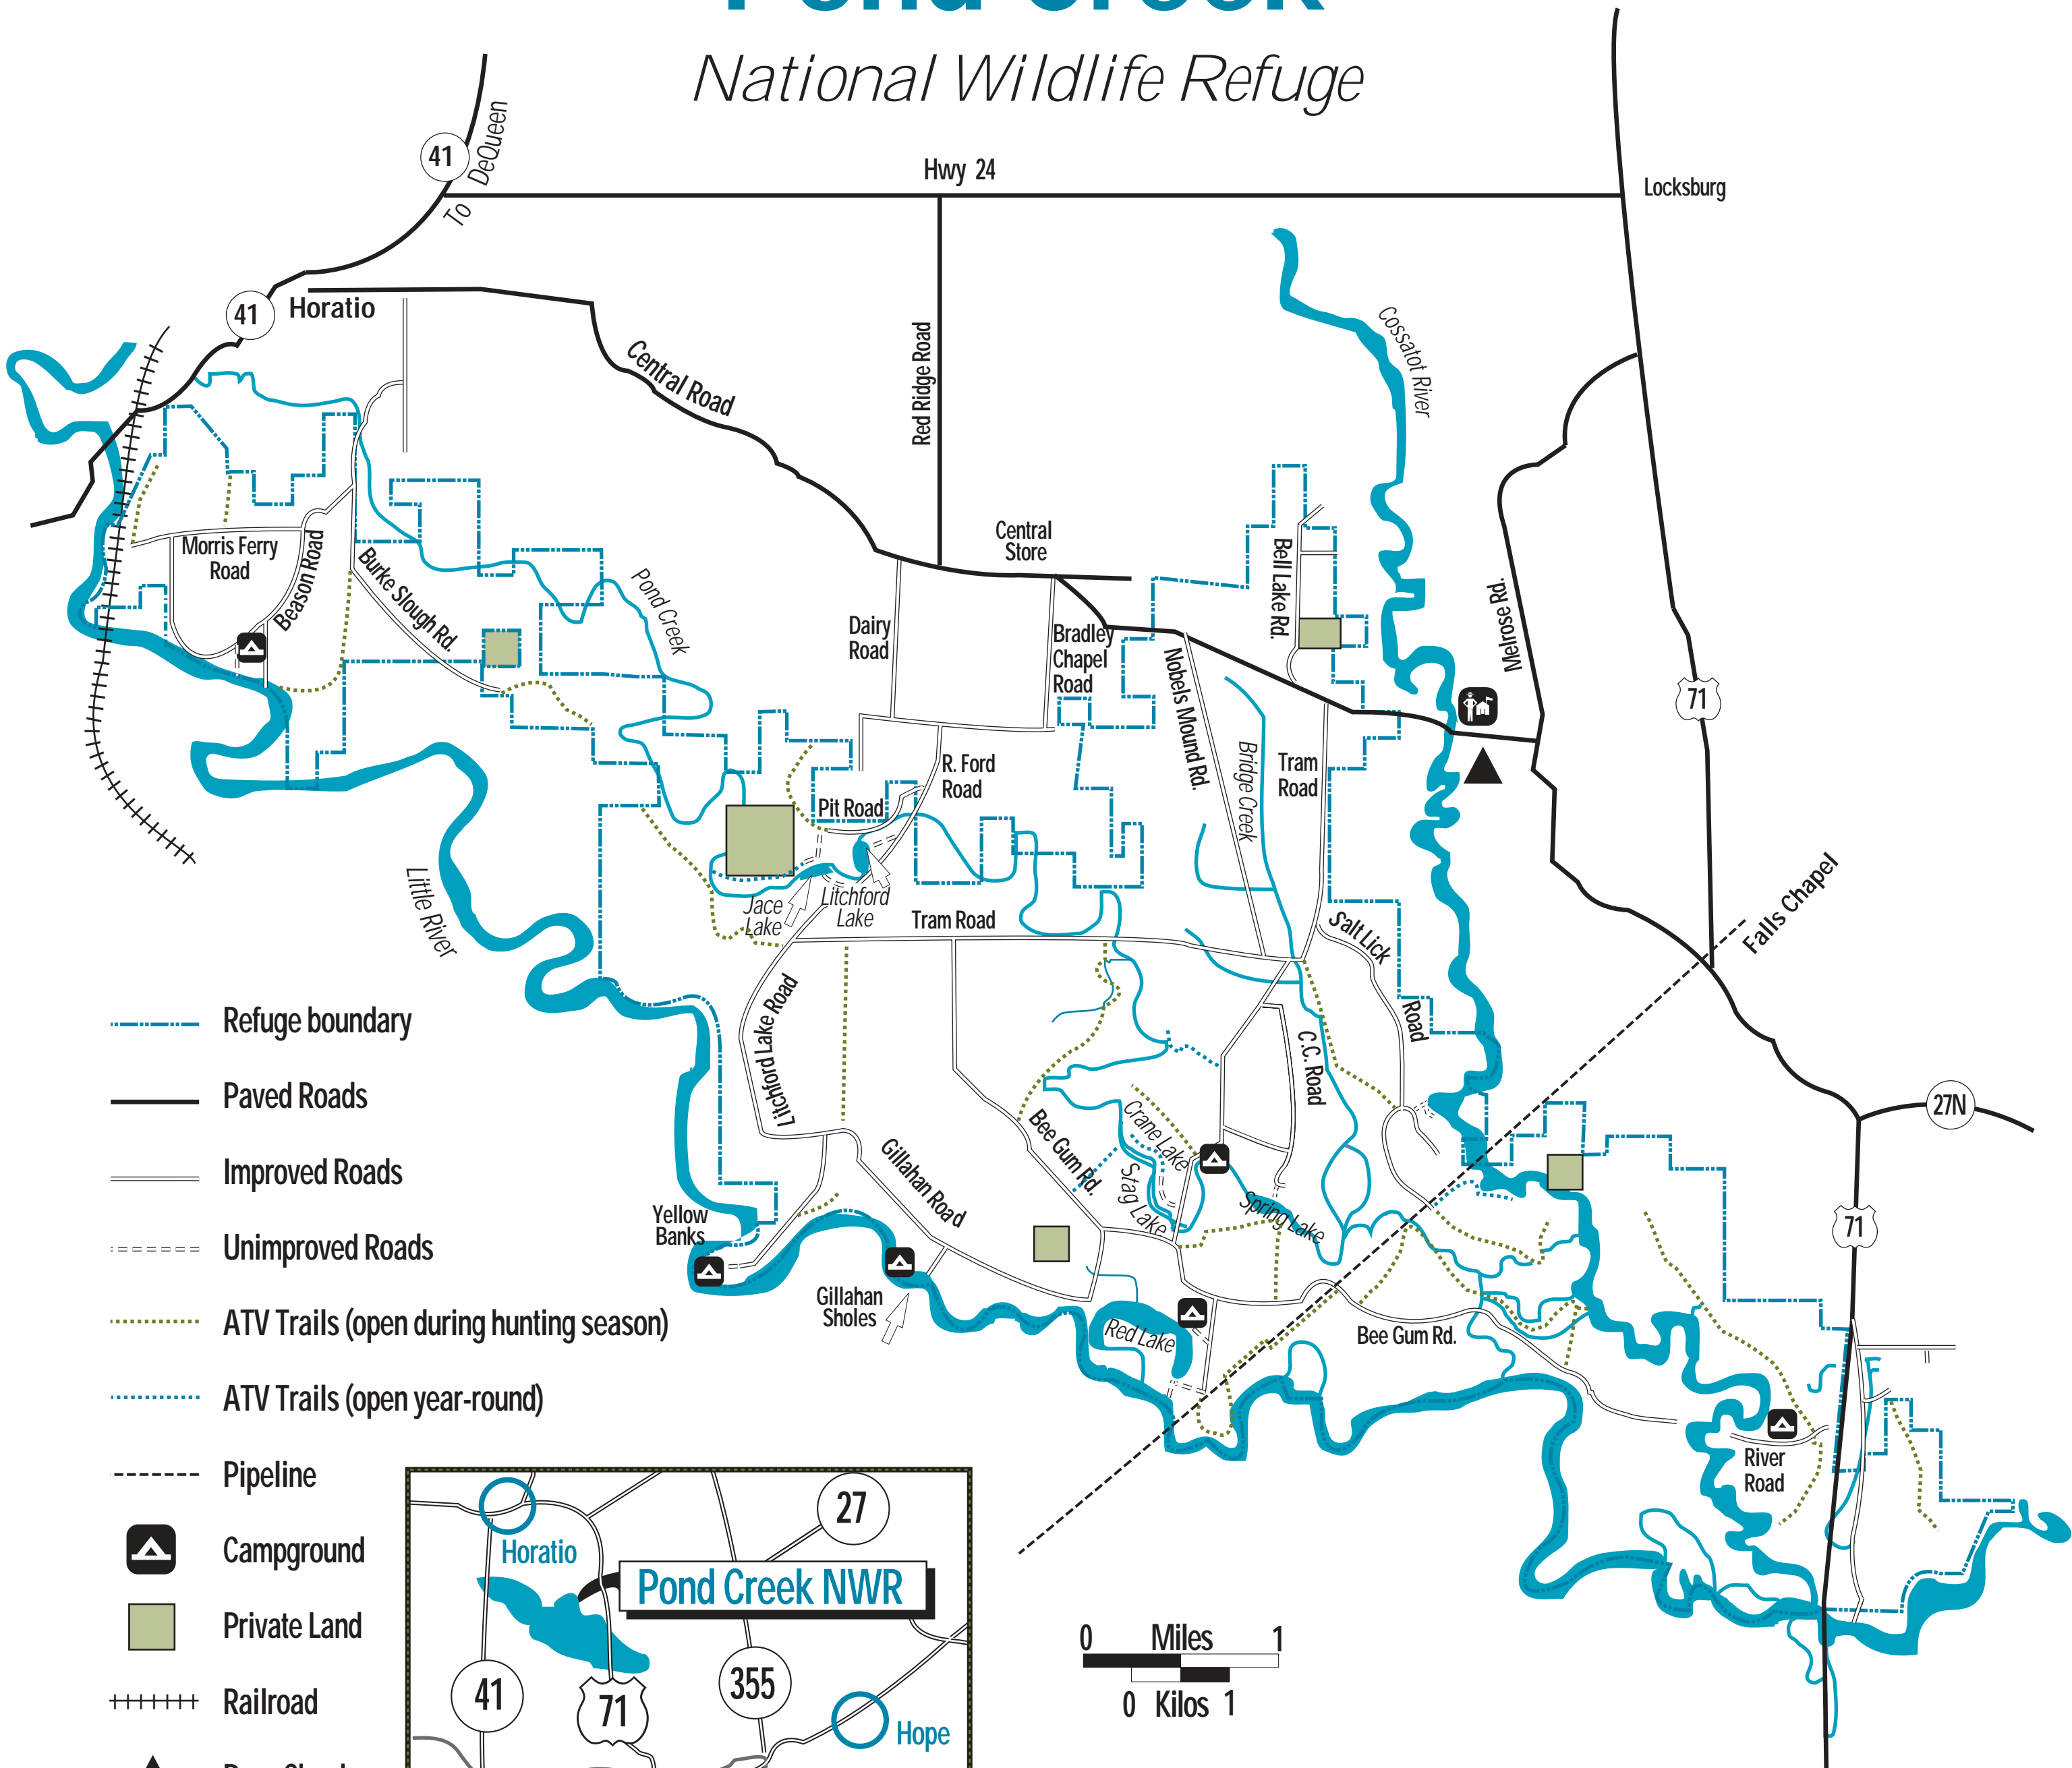 Pond Creek
National Wildlife Refuge
41
To DeQueen
Hwy 24
Locksburg
41
Horatio
Central Road
Red Ridge Road
Cossatot River
Central
Store
Morris Ferry
Road
Beason Road
Burke Slough Rd.
Pond Creek
Dairy
Road
Bradley
Chapel
Road
Bell Lake Rd.
Melrose Rd.
71
Nobels Mound Rd.
Bridge Creek
Tram
Road
R. Ford
Road
Pit Road
Little River
Jace
Lake
Litchford
Lake
Tram Road
Salt Lick
Road
Falls Chapel
Litchford Lake Road
C.C. Road
27N
Crane Lake
Bee Gum Rd.
Stag Lake
Gillahan Road
Spring Lake
71
Yellow
Banks
Gillahan
Sholes
Red Lake
Bee Gum Rd.
River
Road
Refuge boundary
Paved Roads
Improved Roads
Unimproved Roads
ATV Trails (open during hunting season)
ATV Trails (open year-round)
Pipeline
Campground
Private Land
Railroad
27
Horatio
Pond Creek NWR
41
71
355
Hope
0 Miles 1
0 Kilos 1